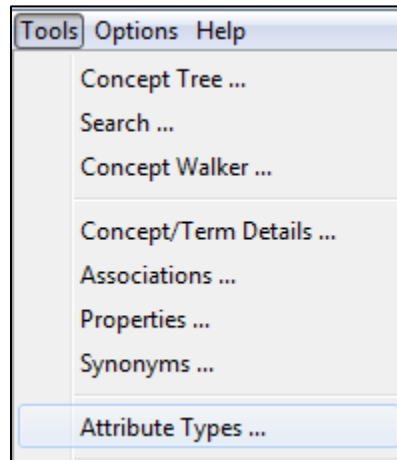 Tools Options Help
Concept Tree ...
Search ...
Concept Walker ...
Concept/Term Details ...
Associations ...
Properties ...
Synonyms ...
Attribute Types ...